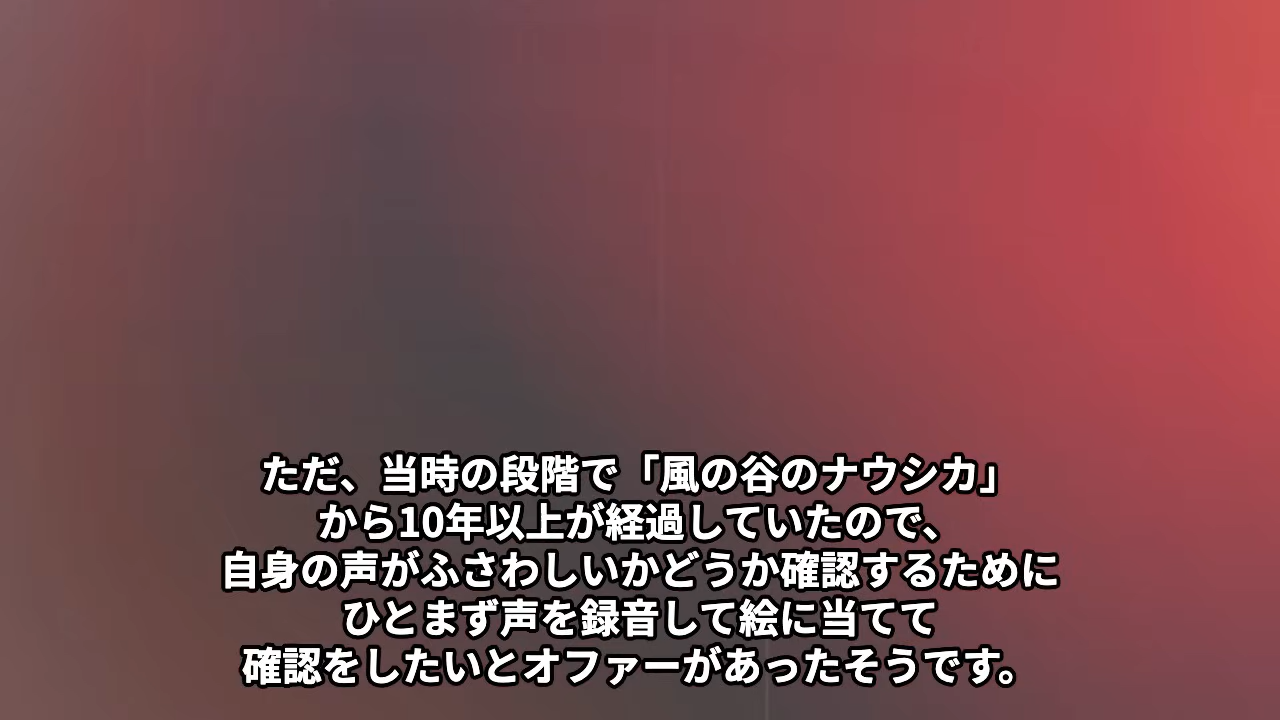 ただ、当時の段階で「風の谷のナウシカ」
から10年以上が経過していたので、
自身の声がふさわしいかどうか確認するために
ひとまず声を録音して絵に当てて
確認をしたいとオファーがあったそうです。